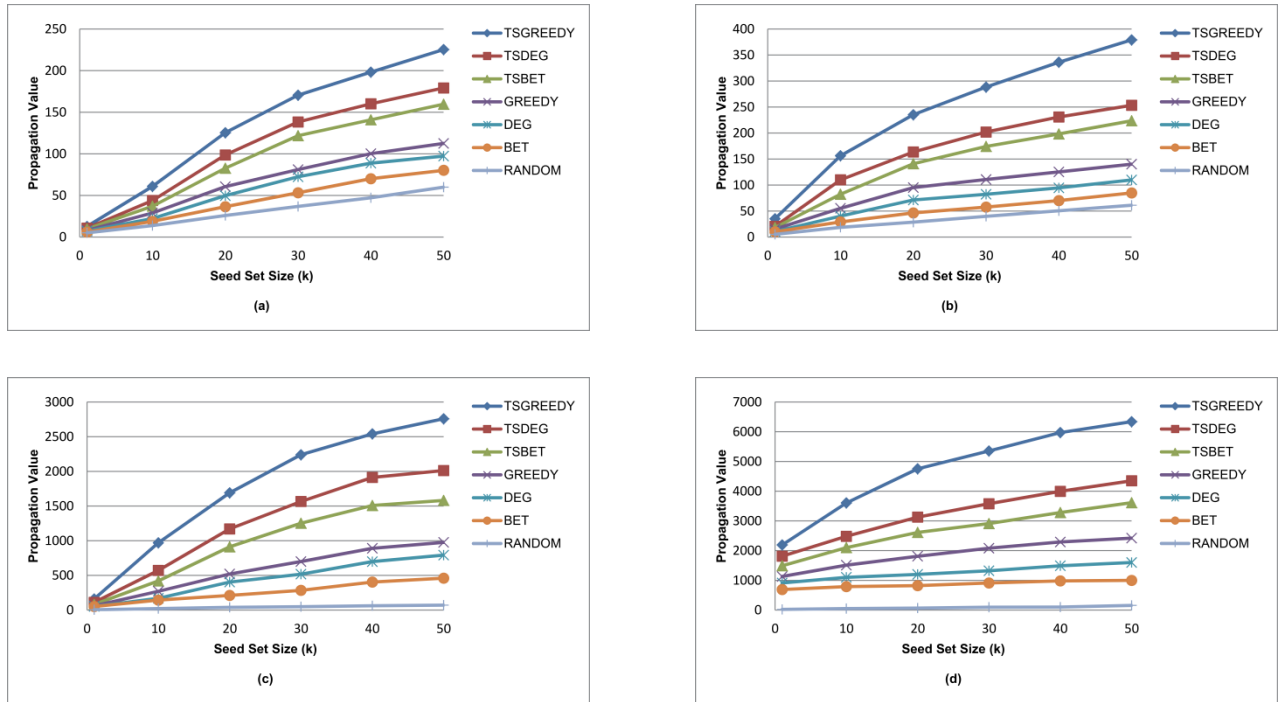 250
200
150
100
50
0
Propagation Value
0 10 20 30 40 50
Seed Set Size (k)
(a)
TSGREEDY
TSDEG
TSBET
GREEDY
DEG
BET
RANDOM
400
350
300
250
200
150
100
50
0
Propagation Value
0 10 20 30 40 50
Seed Set Size (k)
(b)
TSGREEDY
TSDEG
TSBET
GREEDY
DEG
BET
RANDOM
3000
2500
2000
1500
1000
500
0
Propagation Value
0 10 20 30 40 50
Seed Set Size (k)
(c)
TSGREEDY
TSDEG
TSBET
GREEDY
DEG
BET
RANDOM
7000
6000
5000
4000
3000
2000
1000
0
Propagation Value
0 10 20 30 40 50
Seed Set Size (k)
(d)
TSGREEDY
TSDEG
TSBET
GREEDY
DEG
BET
RANDOM